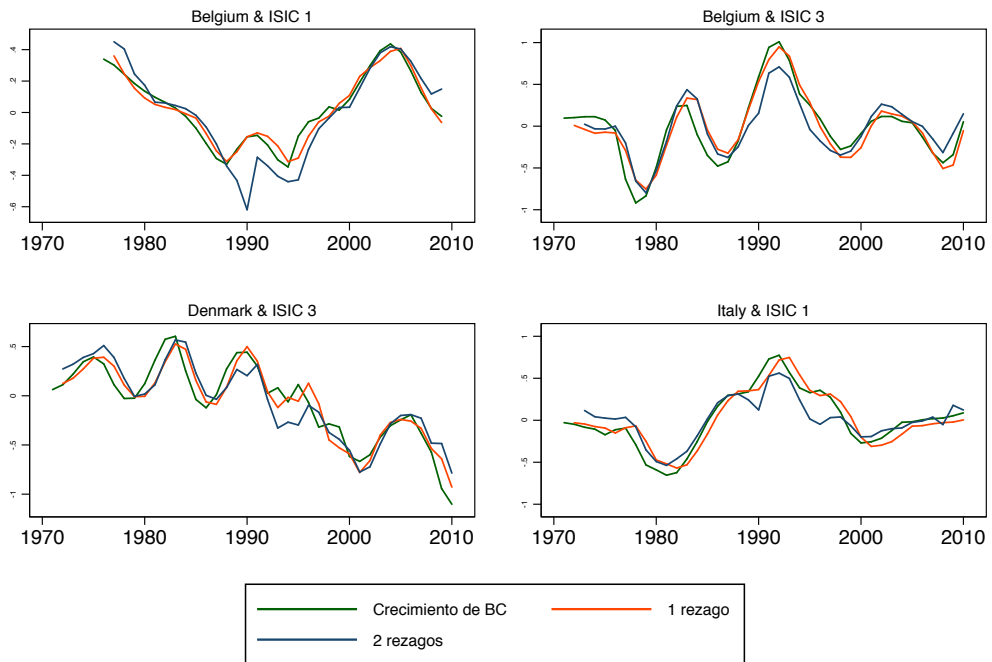 Belgium & ISIC 1
.4
.2
0
-.2
-.4
-.6
1970 1980 1990 2000 2010
Belgium & ISIC 3
1
.5
0
-.5
-1
1970 1980 1990 2000 2010
Denmark & ISIC 3
.5
0
-.5
-1
1970 1980 1990 2000 2010
Italy & ISIC 1
1
.5
0
-.5
-1
1970 1980 1990 2000 2010
Crecimiento de BC
1 rezago
2 rezagos